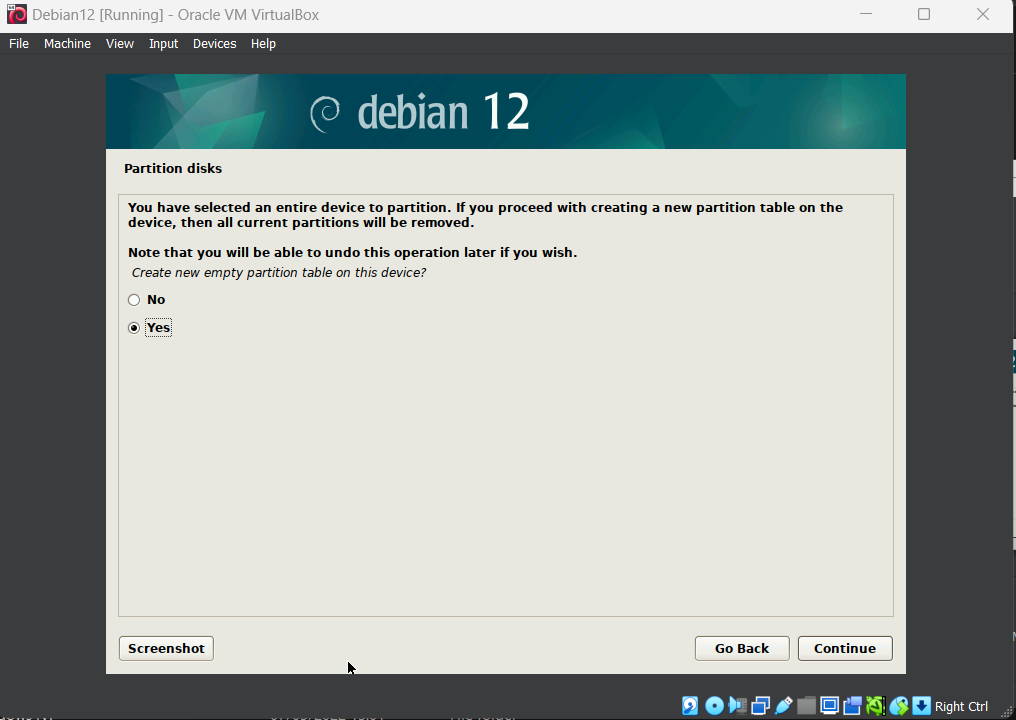 Debian12 [Running] - Oracle VM VirtualBox
File Machine View Input Devices Help
debian 12
Partition disks
You have selected an entire device to partition. If you proceed with creating a new partition table on the
device, then all current partitions will be removed.
Note that you will be able to undo this operation later if you wish.
Create new empty partition table on this device?
No
Yes
Screenshot Go Back Continue
Right Ctrl